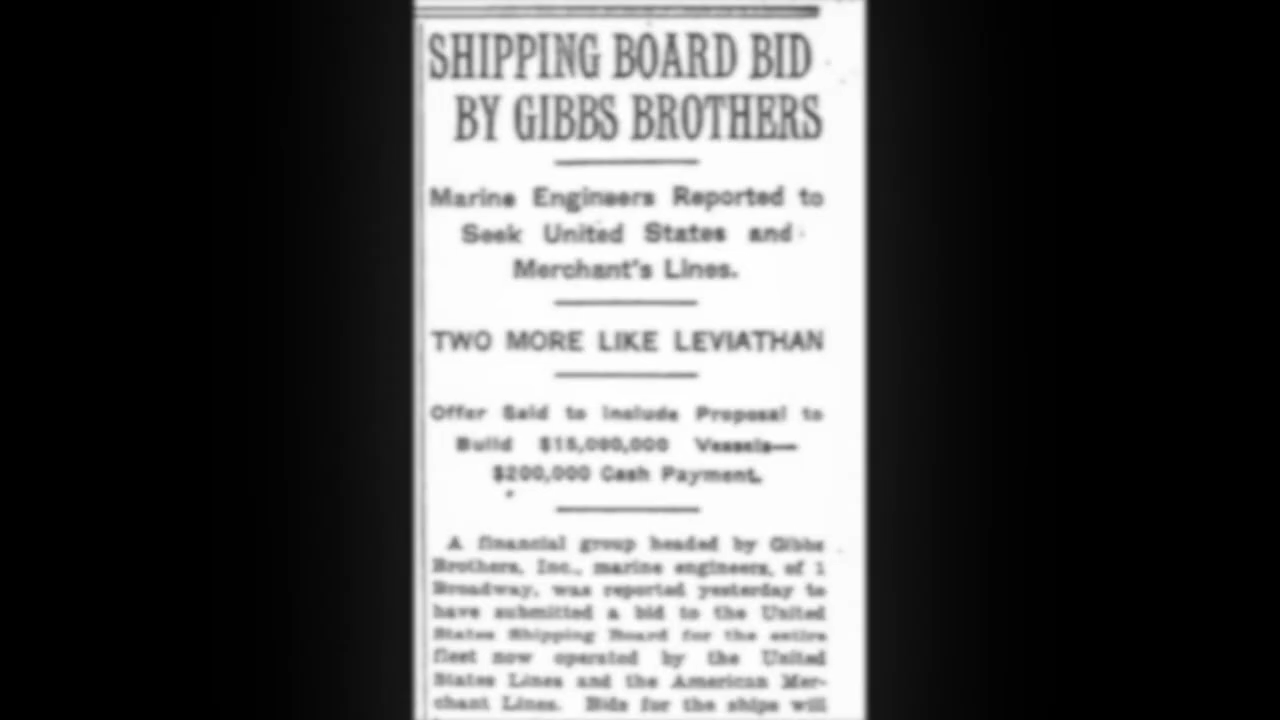 SHIPPING BOARD BID
BY GIBBS BROTHERS
Marine Engineers Reported to
Seek United States and
Merchant's Lines.
TWO MORE LIKE LEVIATHAN
Offer Said to Include Proposal to
Build $15,000,000 Vessels—
$200,000 Cash Payment.
A financial group headed by Gibbs
Brothers, Inc., marine engineers, of 1
Broadway, was reported yesterday to
have submitted a bid to the United
States Shipping Board for the entire
fleet now operated by the United
States Lines and the American Mer-
chant Lines. Bids for the ships will